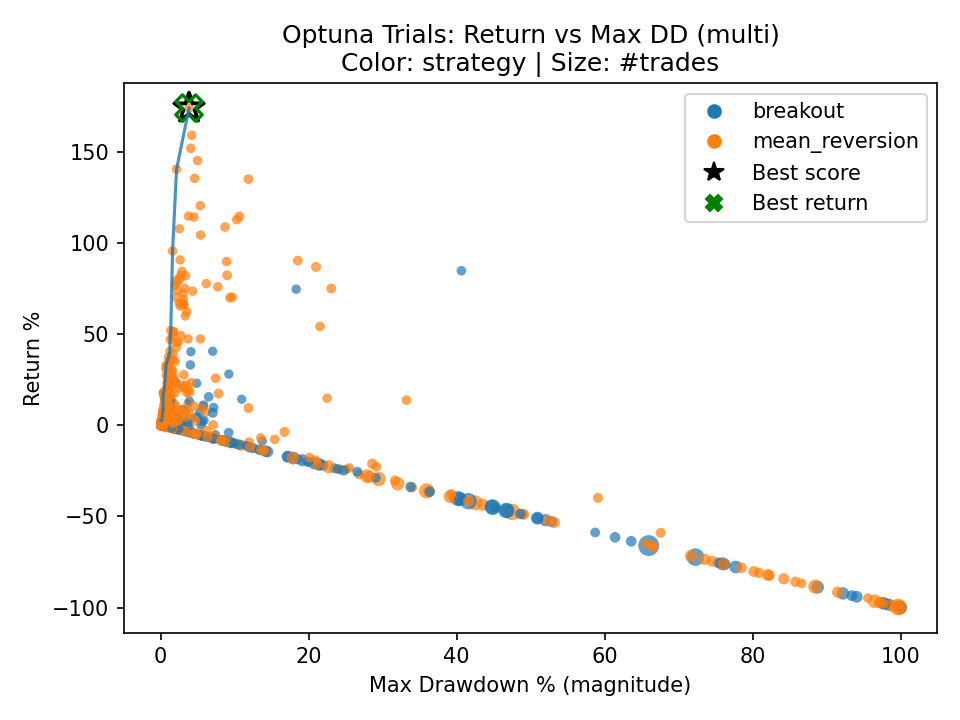 Optuna Trials: Return vs Max DD (multi)
Color: strategy | Size: #trades
breakout
mean_reversion
Best score
Best return
Return %
150
100
50
0
−50
−100
0
20
40
60
80
100
Max Drawdown % (magnitude)